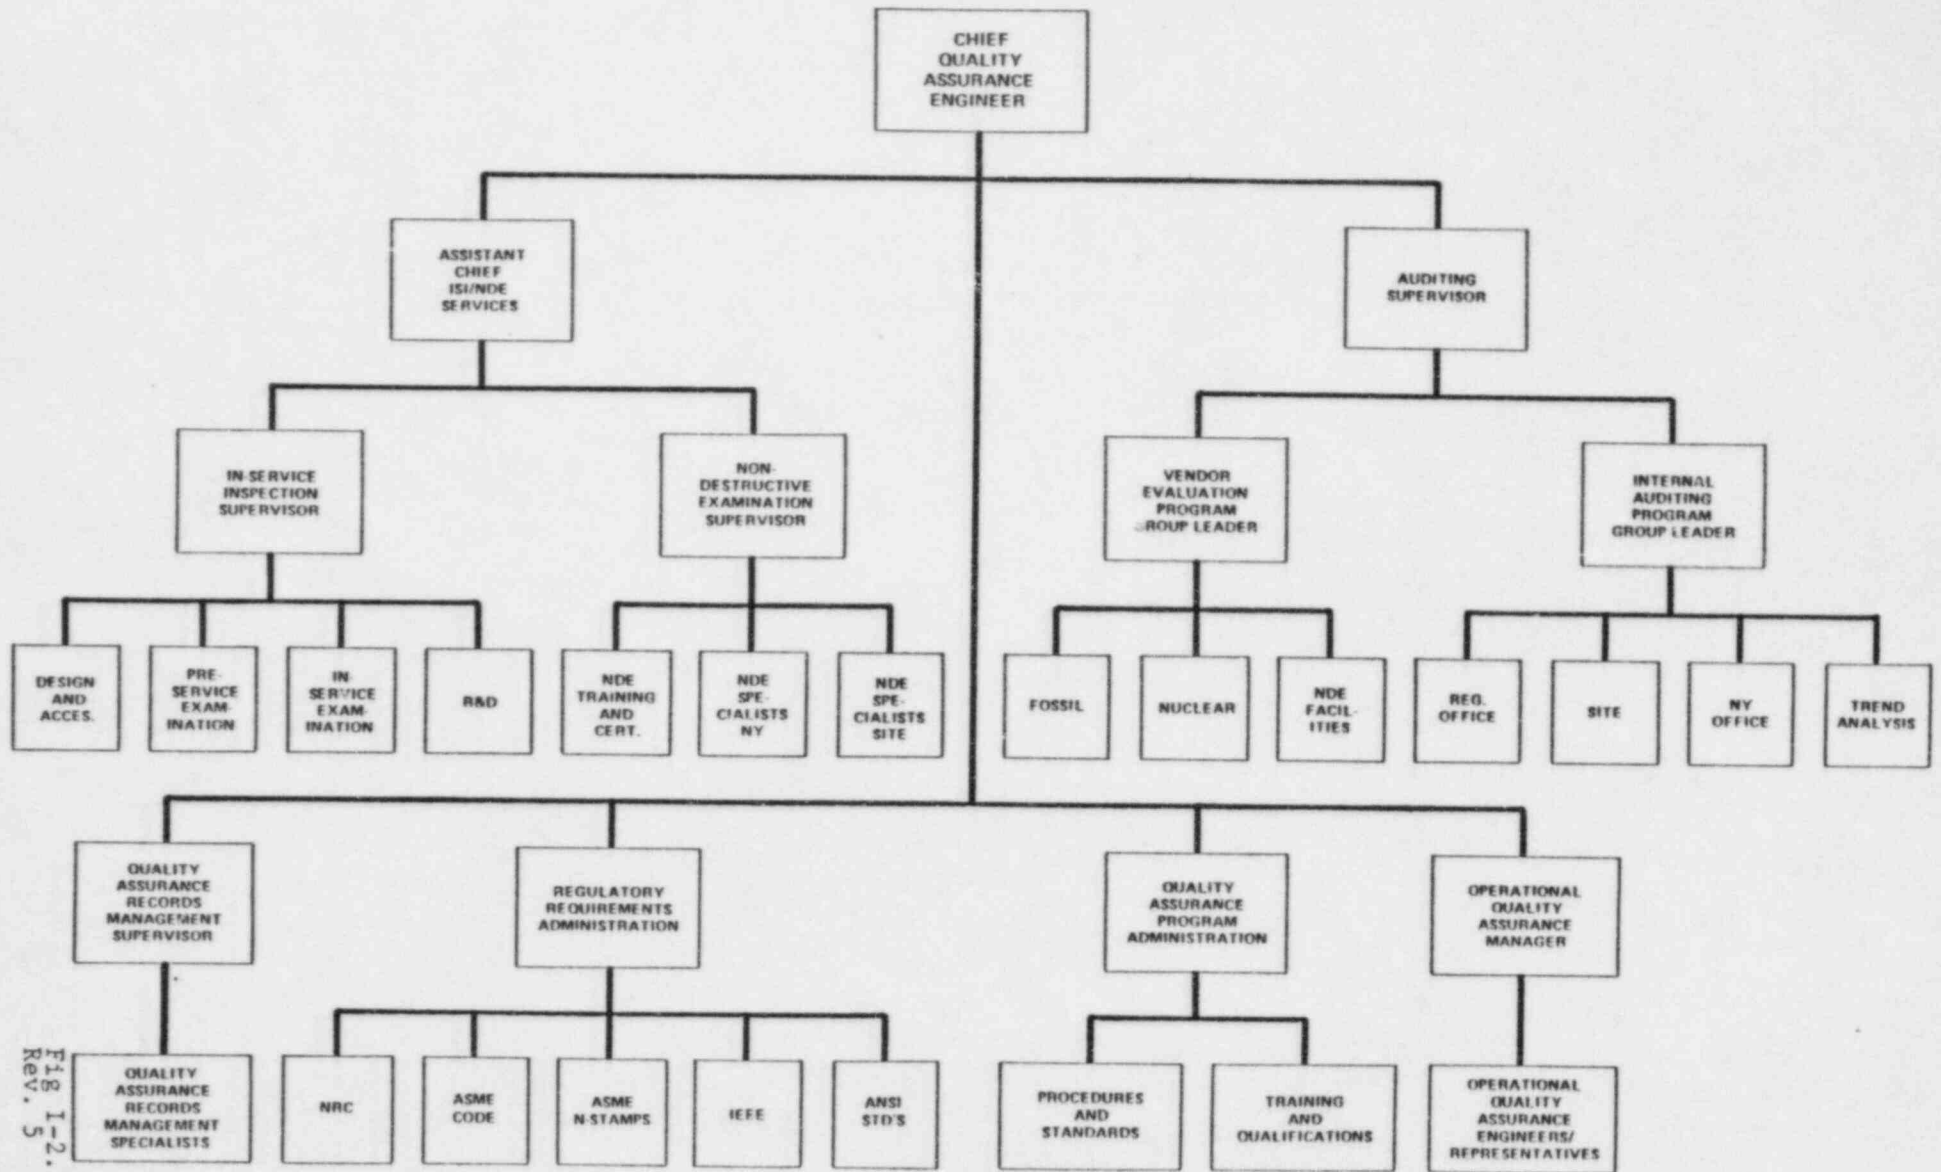 CHIEF
QUALITY
ASSURANCE
ENGINEER
ASSISTANT
CHIEF
ISI/NDE
SERVICES
AUDITING
SUPERVISOR
IN-SERVICE
INSPECTION
SUPERVISOR
NON-
DESTRUCTIVE
EXAMINATION
SUPERVISOR
VENDOR
EVALUATION
PROGRAM
GROUP LEADER
INTERNAL
AUDITING
PROGRAM
GROUP LEADER
DESIGN
AND
ACCES.
PRE-
SERVICE
EXAM-
INATION
IN-
SERVICE
EXAM-
INATION
R&D
NDE
TRAINING
AND
CERT.
NDE
SPE-
CIALISTS
NY
NDE
SPE-
CIALISTS
SITE
FOSSIL
NUCLEAR
NDE
FACIL-
ITIES
REG.
OFFICE
SITE
NY
OFFICE
TREND
ANALYSIS
QUALITY
ASSURANCE
RECORDS
MANAGEMENT
SUPERVISOR
REGULATORY
REQUIREMENTS
ADMINISTRATION
QUALITY
ASSURANCE
PROGRAM
ADMINISTRATION
OPERATIONAL
QUALITY
ASSURANCE
MANAGER
QUALITY
ASSURANCE
RECORDS
MANAGEMENT
SPECIALISTS
NRC
ASME
CODE
ASME
N-STAMPS
IEEE
ANSI
STD'S
PROCEDURES
AND
STANDARDS
TRAINING
AND
QUALIFICATIONS
OPERATIONAL
QUALITY
ASSURANCE
ENGINEERS/
REPRESENTATIVES
Fig I-2.
Rev. 5